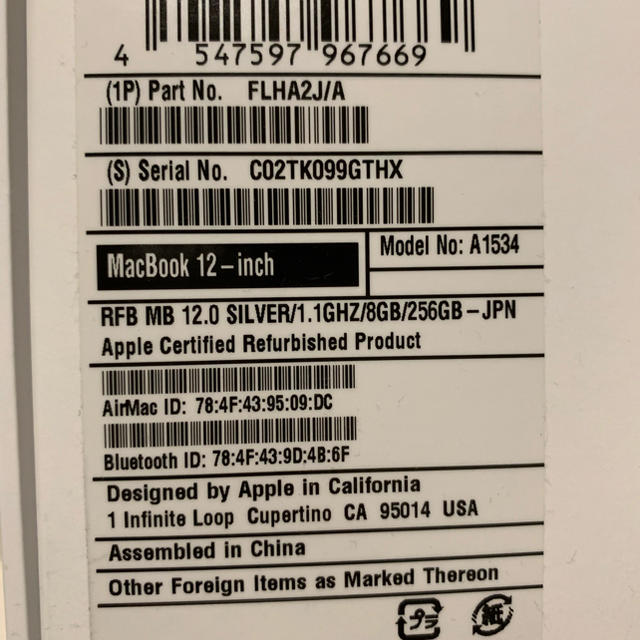 4 547597 967669
(1P) Part No. FLHA2J/A
(S) Serial No. C02TK099GTHX
MacBook 12-inch
Model No: A1534
RFB MB 12.0 SILVER/1.1GHZ/8GB/256GB-JPN
Apple Certified Refurbished Product
AirMac ID: 78:4F:43:95:09:DC
Bluetooth ID: 78:4F:43:9D:4B:6F
Designed by Apple in California
1 Infinite Loop Cupertino CA 95014 USA
Assembled in China
Other Foreign Items as Marked Thereon
プラ 紙